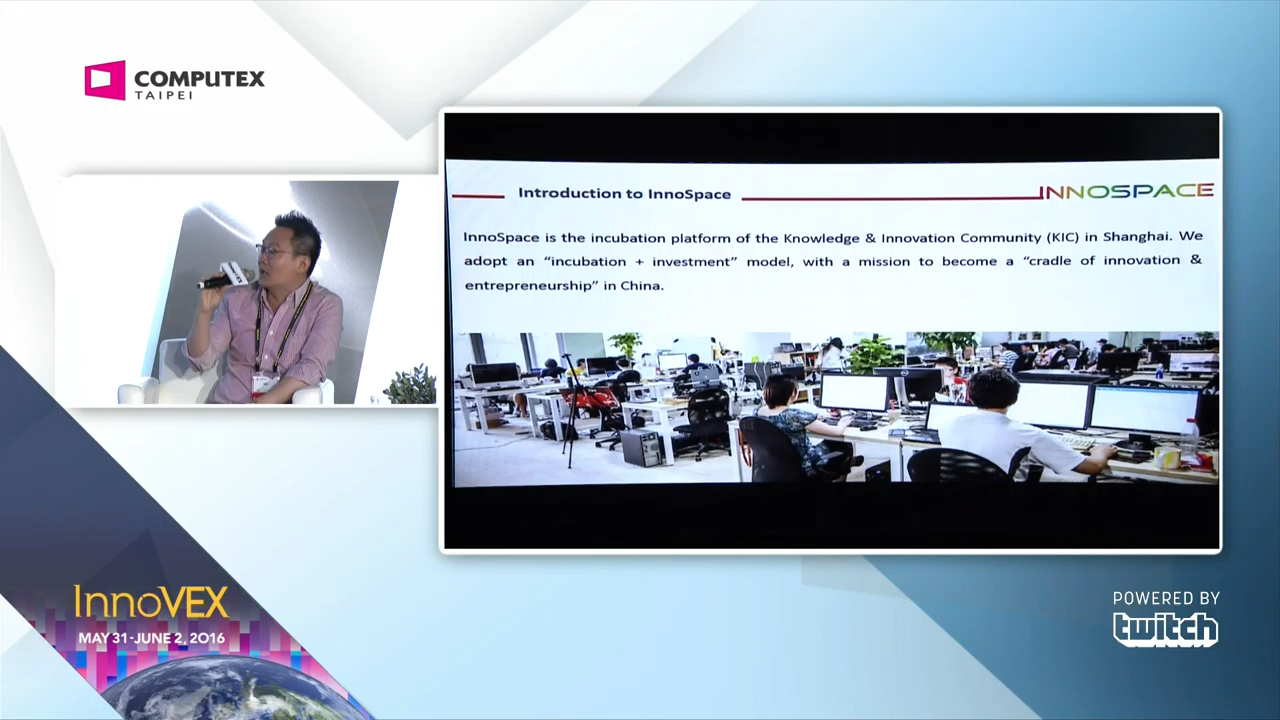 COMPUTEX
TAIPEI
Introduction to InnoSpace
INNOSPACE
InnoSpace is the incubation platform of the Knowledge & Innovation Community (KIC) in Shanghai. We
adopt an “incubation + investment” model, with a mission to become a “cradle of innovation &
entrepreneurship” in China.
InnoVEX
MAY 31-JUNE 2, 2016
POWERED BY
twitch